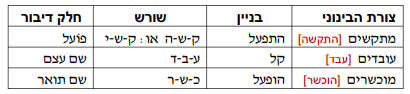 צורת הבינוני בניין שורש חלק דיבור
מתקשים [התקשה] התפעל ק-ש-ה או: ק-ש-י פועל
עובדים [עבד] קל ע-ב-ד שם עצם
מוכשרים [הוכשר] הופעל כ-ש-ר שם תואר